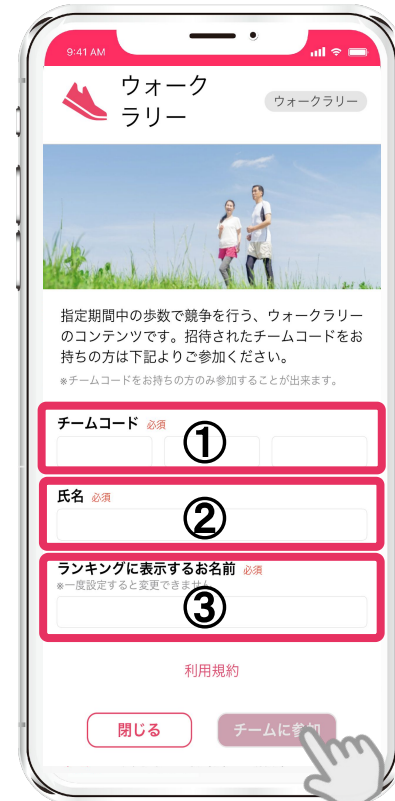 9:41 AM
ウォーク
ラリー
ウォークラリー
指定期間中の歩数で競争を行う、ウォークラリー
のコンテンツです。招待されたチームコードをお
持ちの方は下記よりご参加ください。
※チームコードをお持ちの方のみ参加することが出来ます。
チームコード 必須
①
氏名 必須
②
ランキングに表示するお名前 必須
※一度設定すると変更できません
③
利用規約
閉じる
チームに参加